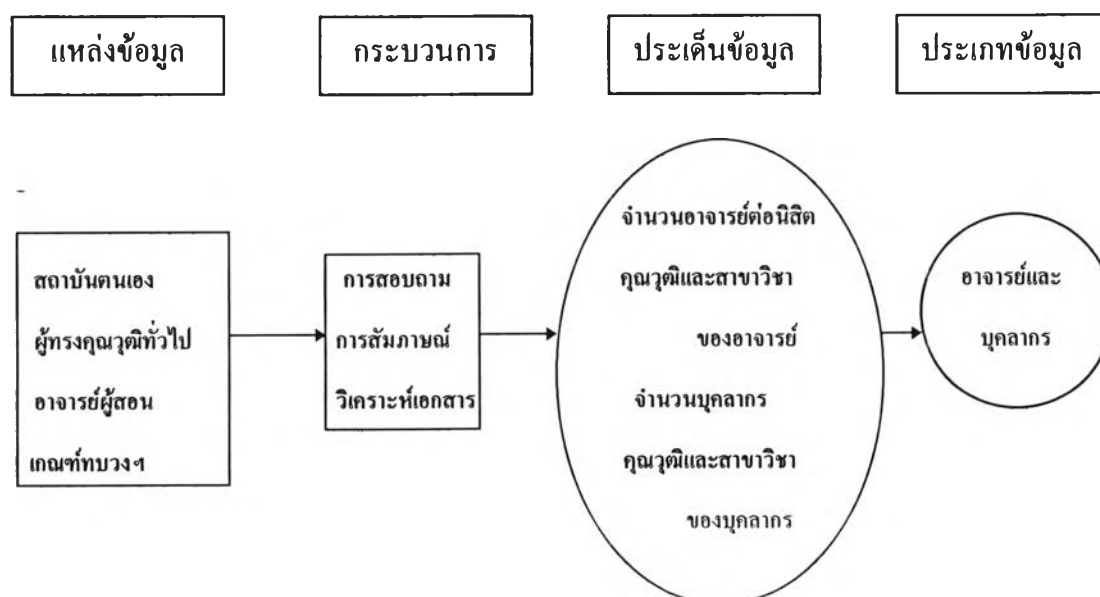 แหล่งข้อมูล
กระบวนการ
ประเด็นข้อมูล
ประเภทข้อมูล
สถาบันตนเอง
ผู้ทรงคุณวุฒิทั่วไป
อาจารย์ผู้สอน
เกณฑ์ทบวงฯ
การสอบถาม
การสัมภาษณ์
วิเคราะห์เอกสาร
จำนวนอาจารย์ต่อนิสิต
คุณวุฒิและสาขาวิชา
ของอาจารย์
จำนวนบุคลากร
คุณวุฒิและสาขาวิชา
ของบุคลากร
อาจารย์และ
บุคลากร